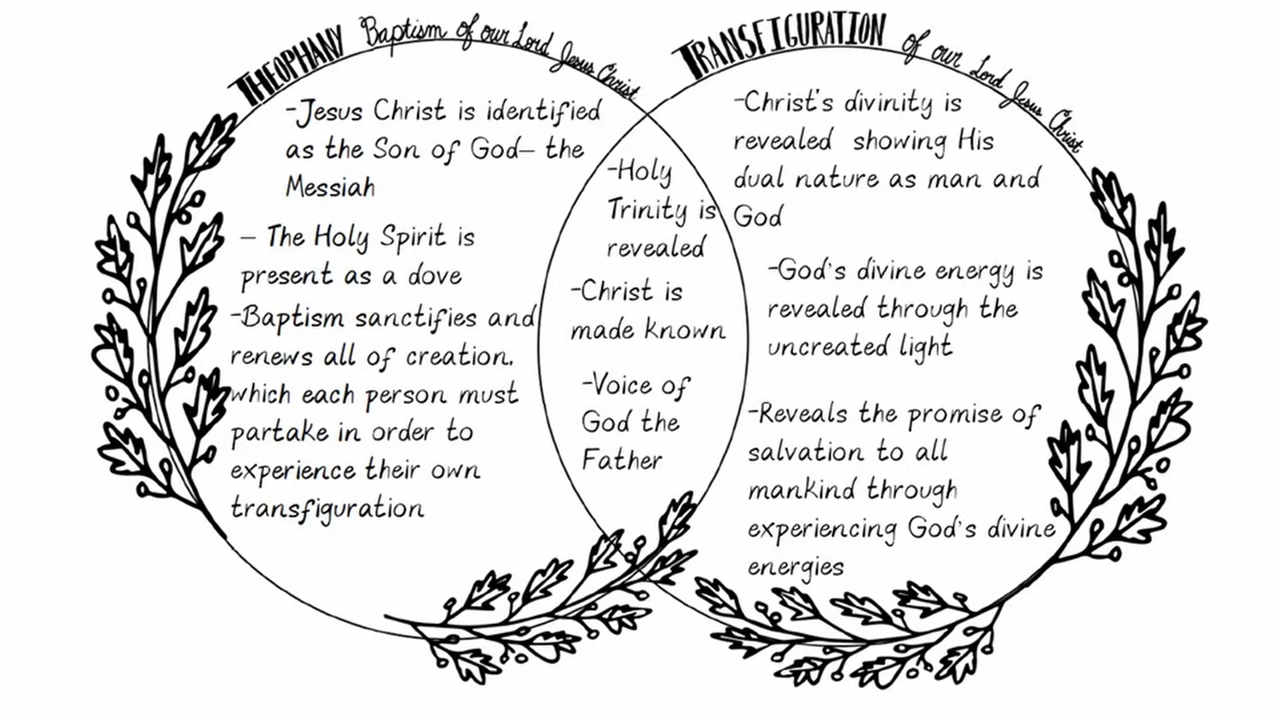 THEOPHANY Baptism of our Lord Jesus Christ
-Jesus Christ is identified
as the Son of God— the
Messiah
— The Holy Spirit is
present as a dove
-Baptism sanctifies and
renews all of creation.
which each person must
partake in order to
experience their own
transfiguration
-Holy
Trinity is
revealed
-Christ is
made known
-Voice of
God the
Father
TRANSFIGURATION of our Lord Jesus Christ
-Christ's divinity is
revealed showing His
dual nature as man and
God
-God's divine energy is
revealed through the
uncreated light
-Reveals the promise of
salvation to all
mankind through
experiencing God's divine
energies